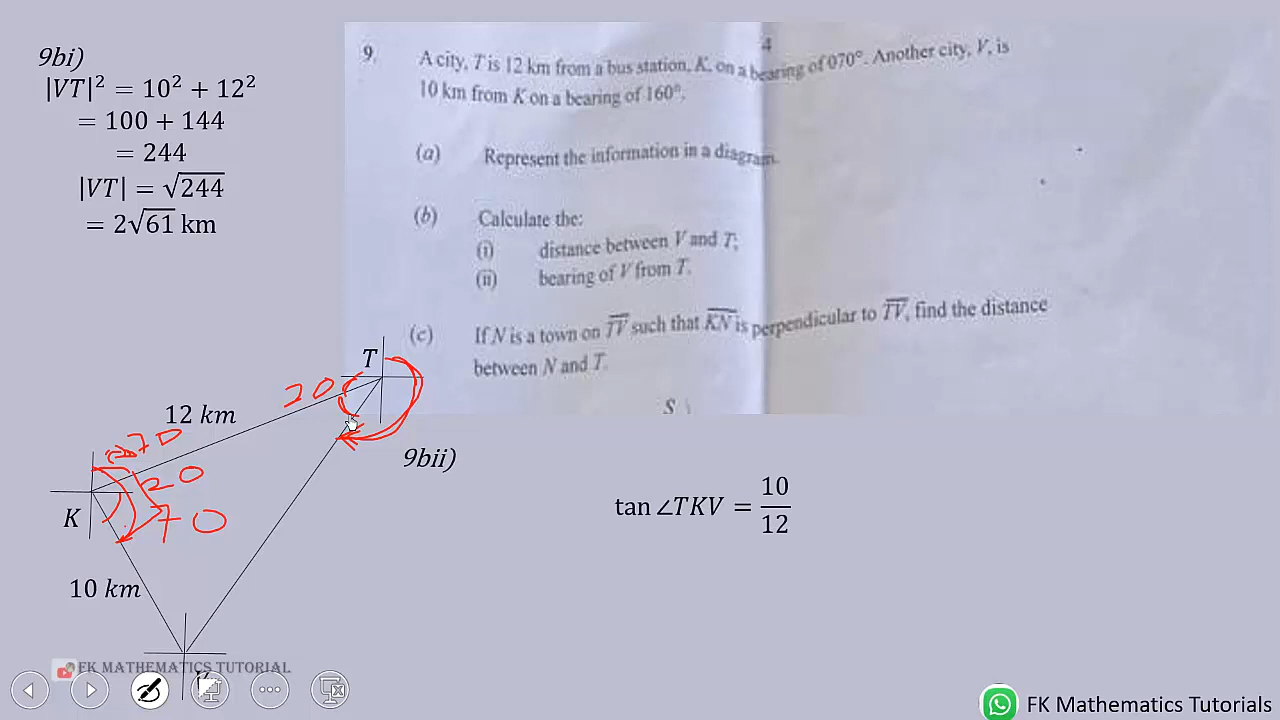 9bi)
|VT|² = 10² + 12²
= 100 + 144
= 244
|VT| = √244
= 2√61 km
4
9. A city, T is 12 km from a bus station, K, on a bearing of 070°. Another city, V, is
10 km from K on a bearing of 160°.
(a) Represent the information in a diagram.
(b) Calculate the:
(i) distance between V and T;
(ii) bearing of V from T.
(c) If N is a town on TV such that KN is perpendicular to TV, find the distance
between N and T.
S
T
20
12 km
70
20
K
70
10 km
9bii)
tan ∠TKV = 10/12
FK MATHEMATICS TUTORIAL
FK Mathematics Tutorials